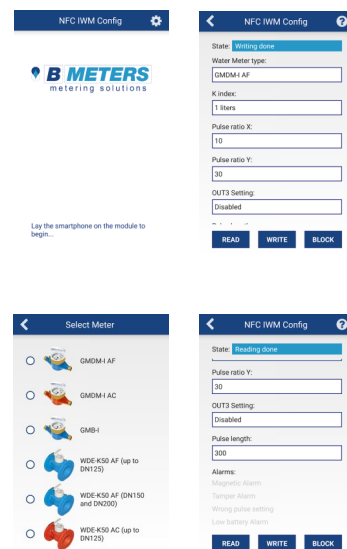 NFC IWM Config
B METERS
metering solutions
Lay the smartphone on the module to
begin...
NFC IWM Config
?
State: Writing done
Water Meter type:
GMDM-I AF
K index:
1 liters
Pulse ratio X:
10
Pulse ratio Y:
30
OUT3 Setting:
Disabled
READ WRITE BLOCK
Select Meter
GMDM-I AF
GMDM-I AC
GMB-I
WDE-K50 AF (up to
DN125)
WDE-K50 AF (DN150
and DN200)
WDE-K50 AC (up to
DN125)
NFC IWM Config
?
State: Reading done
Pulse ratio Y:
30
OUT3 Setting:
Disabled
Pulse length:
300
Alarms:
Magnetic Alarm
Tamper Alarm
Wrong pulse setting
Low battery Alarm
READ WRITE BLOCK